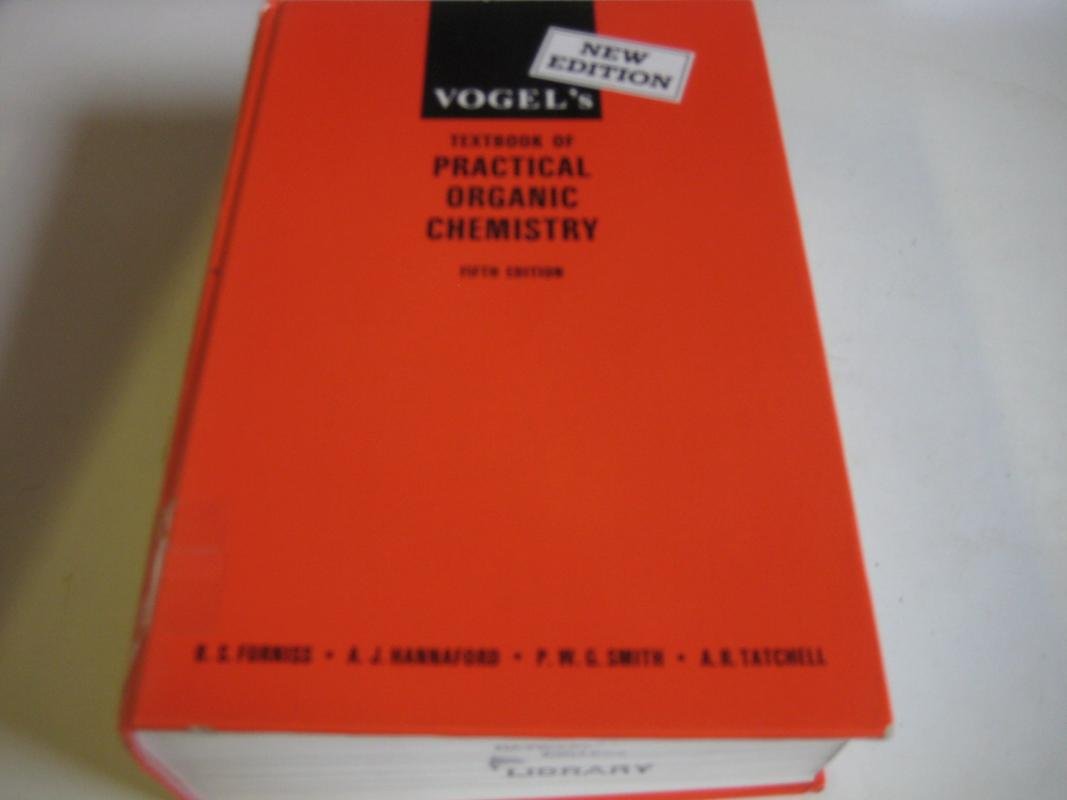 NEW
EDITION
VOGEL's
TEXTBOOK OF
PRACTICAL
ORGANIC
CHEMISTRY
FIFTH EDITION
B. S. FURNISS • A. J. HANNAFORD • P. W. G. SMITH • A. R. TATCHELL
LIBRARY